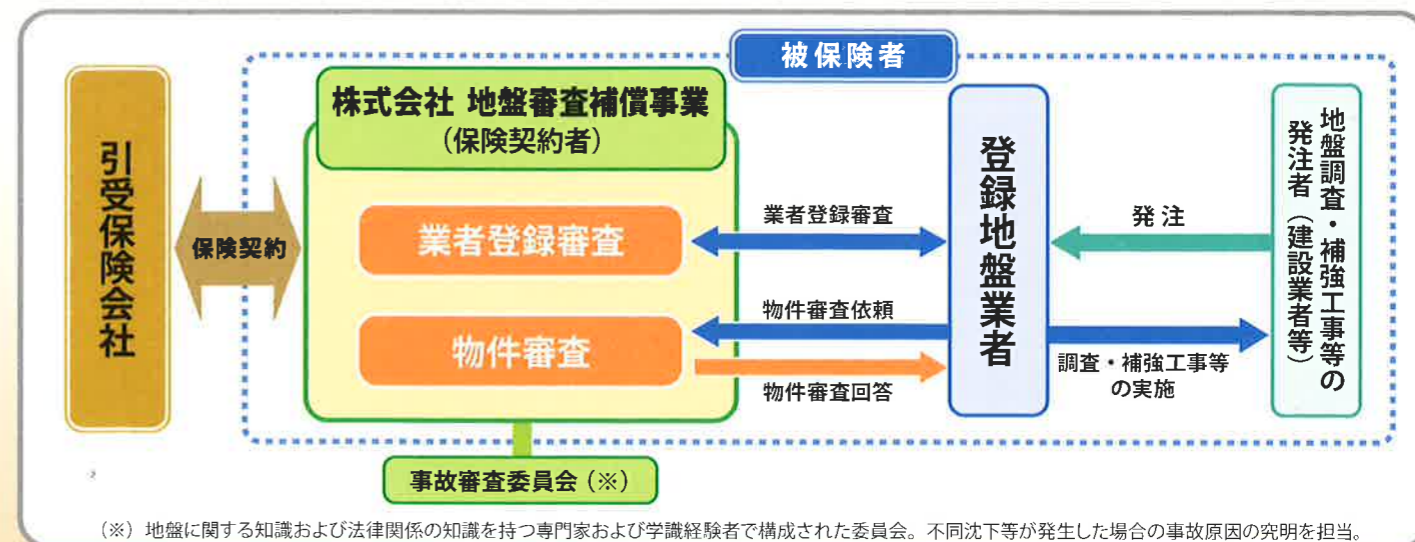 被保険者
引受保険会社
保険契約
株式会社 地盤審査補償事業
（保険契約者）
業者登録審査
物件審査
業者登録審査
物件審査依頼
物件審査回答
登録地盤業者
発注
調査・補強工事等
の実施
地盤調査・補強工事等の
発注者（建設業者等）
事故審査委員会（※）
（※）地盤に関する知識および法律関係の知識を持つ専門家および学識経験者で構成された委員会。不同沈下等が発生した場合の事故原因の究明を担当。